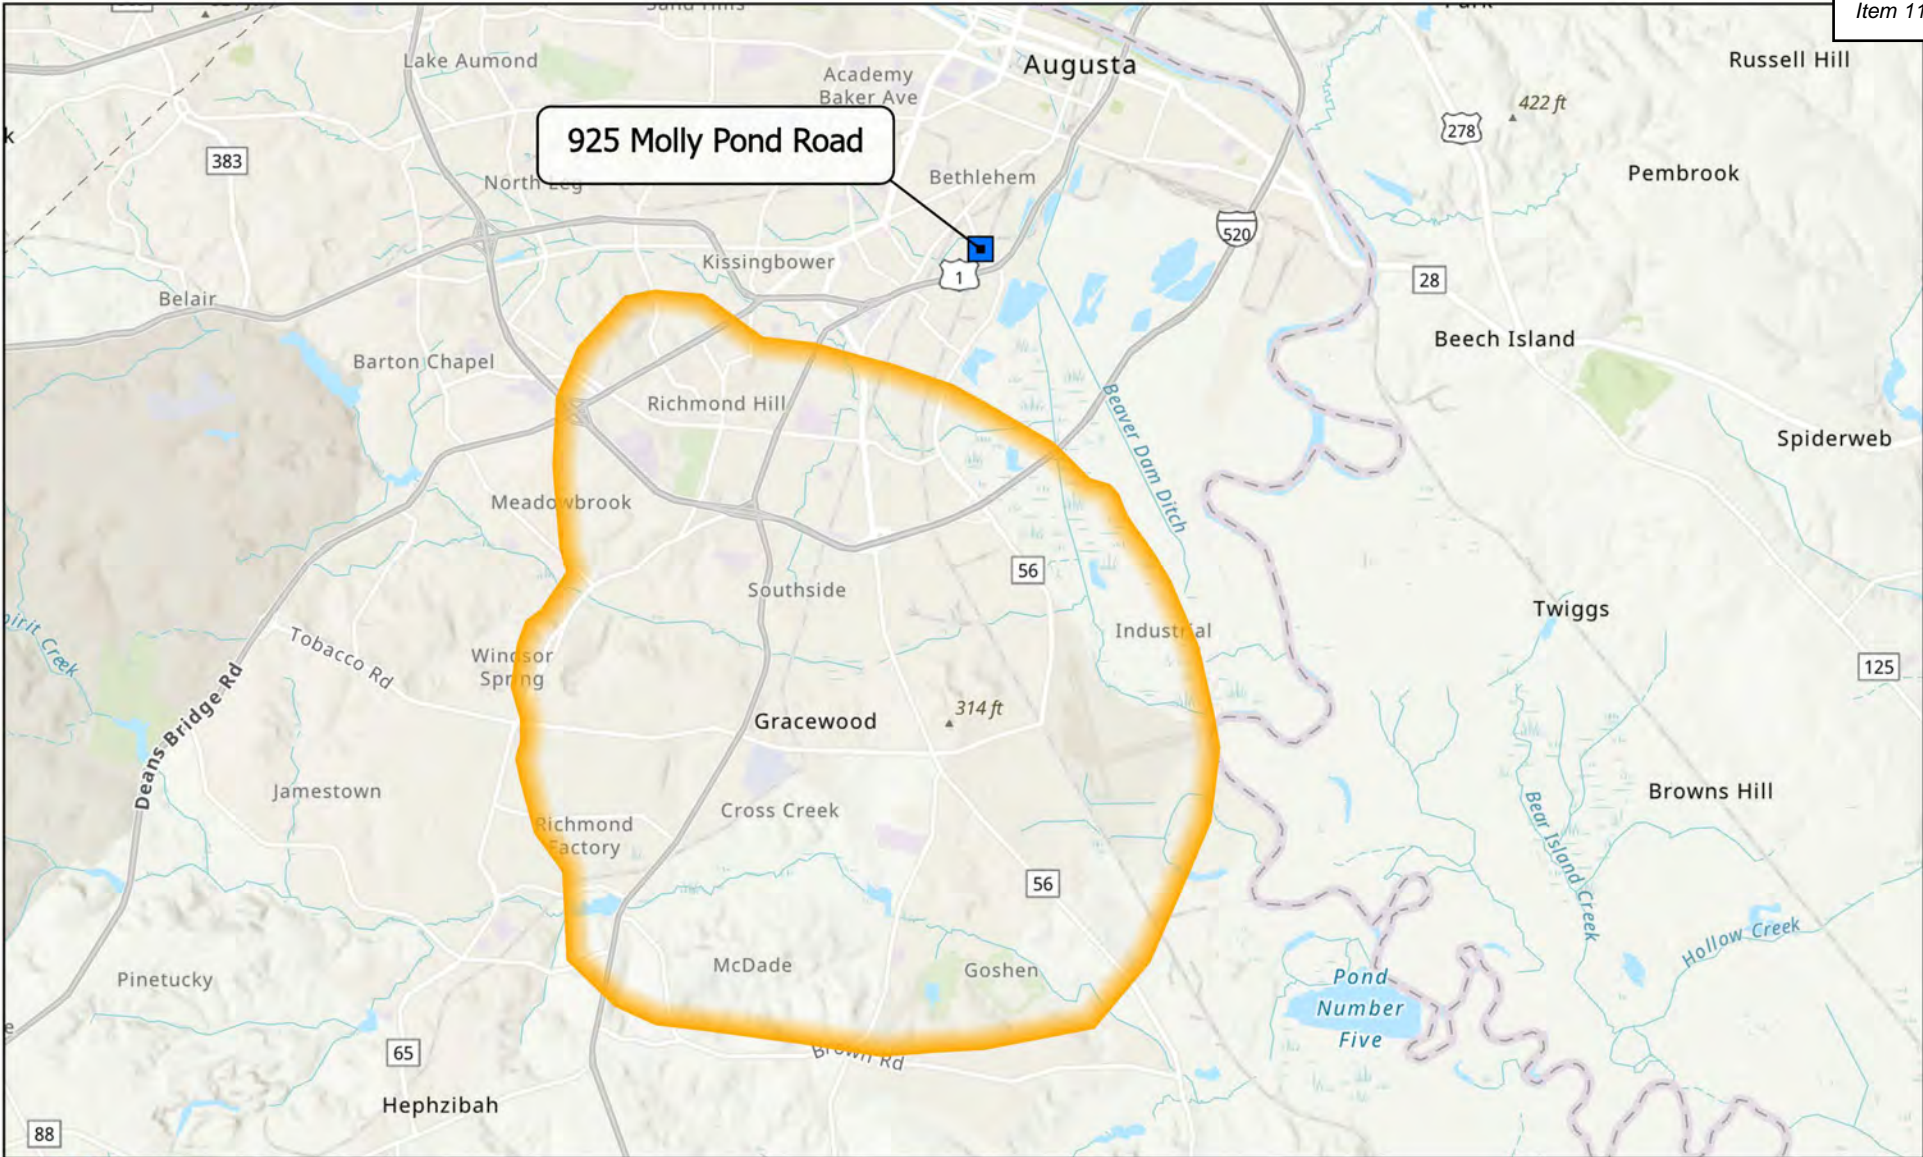 Sand Hills
Park
Item 11
Lake Aumond
Augusta
Russell Hill
Academy
Baker Ave
422 ft
278
925 Molly Pond Road
383
North Leg
Bethlehem
Pembrook
520
Kissingbower
1
28
Belair
Beech Island
Barton Chapel
Richmond Hill
Beaver Dam Ditch
Spiderweb
Meadowbrook
56
Southside
Twiggs
Industrial
Tobacco Rd
Windsor
Spring
125
Deans Bridge Rd
Gracewood
314 ft
Jamestown
Cross Creek
Browns Hill
Richmond
Factory
Bear Island Creek
56
Hollow Creek
McDade
Goshen
Pinetucky
Pond
Number
Five
65
Brown Rd
Hephzibah
88